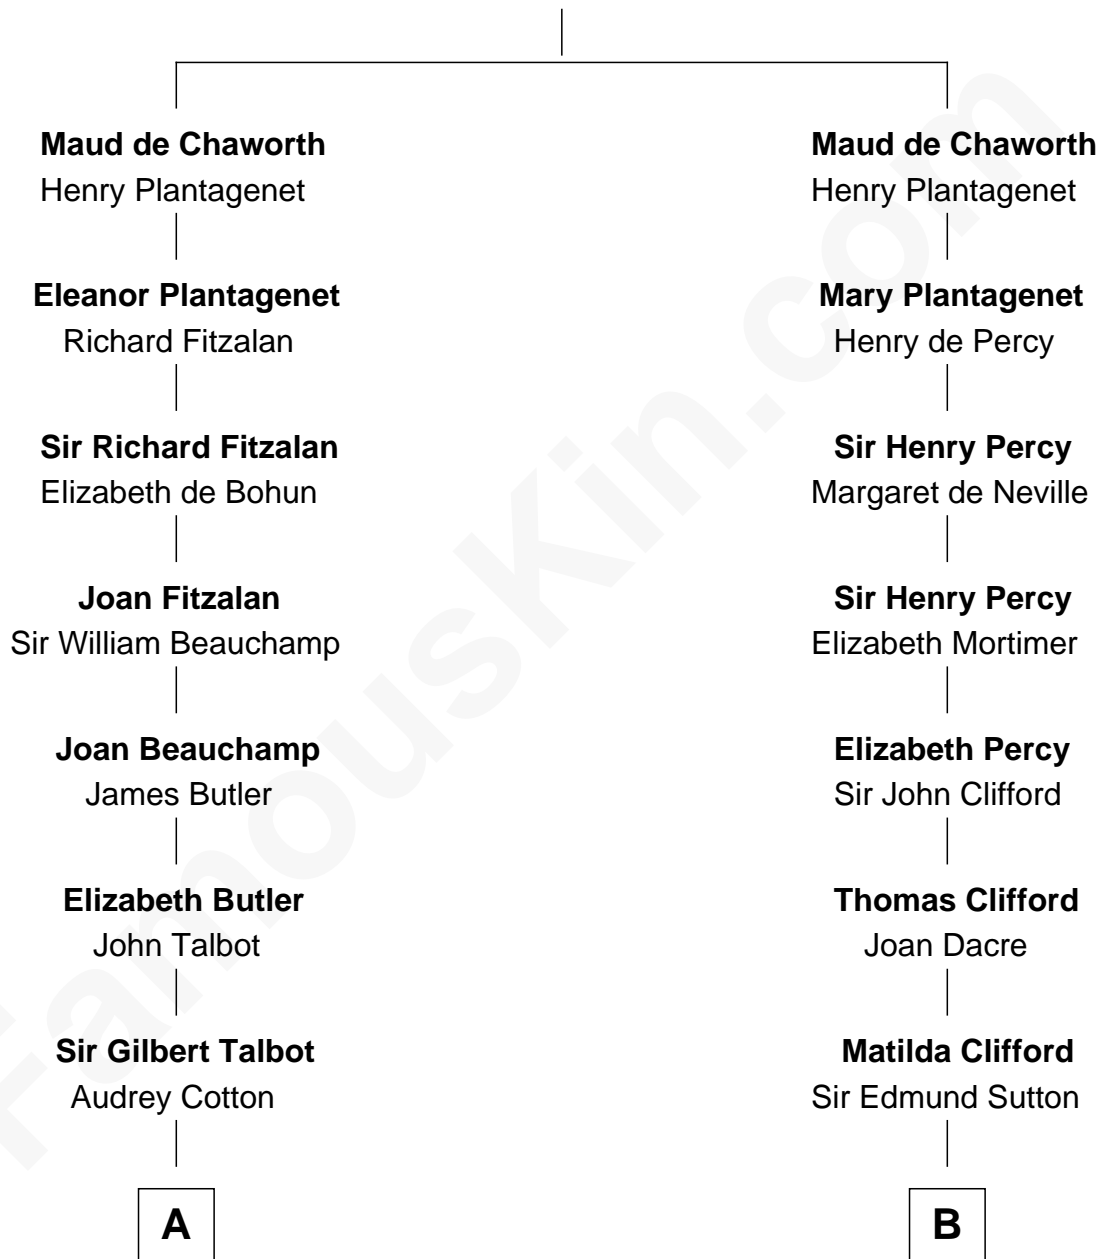 Maud de Chaworth
Henry Plantagenet
Eleanor Plantagenet
Richard Fitzalan
Sir Richard Fitzalan
Elizabeth de Bohun
Joan Fitzalan
Sir William Beauchamp
Joan Beauchamp
James Butler
Elizabeth Butler
John Talbot
Sir Gilbert Talbot
Audrey Cotton
A
Maud de Chaworth
Henry Plantagenet
Mary Plantagenet
Henry de Percy
Sir Henry Percy
Margaret de Neville
Sir Henry Percy
Elizabeth Mortimer
Elizabeth Percy
Sir John Clifford
Thomas Clifford
Joan Dacre
Matilda Clifford
Sir Edmund Sutton
B
FamousKin.com